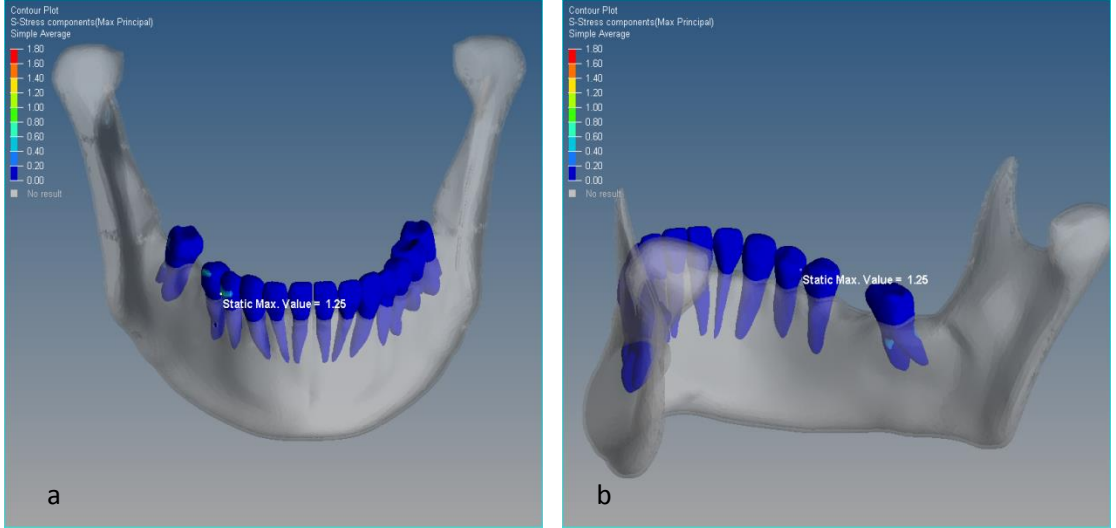 Contour Plot
S-Stress components(Max Principal)
Simple Average
1.80
1.60
1.40
1.20
1.00
0.80
0.60
0.40
0.20
0.00
No result
Static Max. Value = 1.25
a
Contour Plot
S-Stress components(Max Principal)
Simple Average
1.80
1.60
1.40
1.20
1.00
0.80
0.60
0.40
0.20
0.00
No result
Static Max. Value = 1.25
b